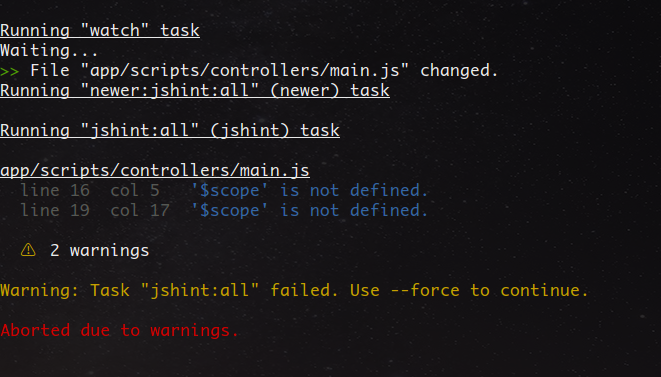 Running "watch" task
Waiting...
>> File "app/scripts/controllers/main.js" changed.
Running "newer:jshint:all" (newer) task
Running "jshint:all" (jshint) task
app/scripts/controllers/main.js
line 16 col 5 '$scope' is not defined.
line 19 col 17 '$scope' is not defined.
⚠ 2 warnings
Warning: Task "jshint:all" failed. Use --force to continue.
Aborted due to warnings.